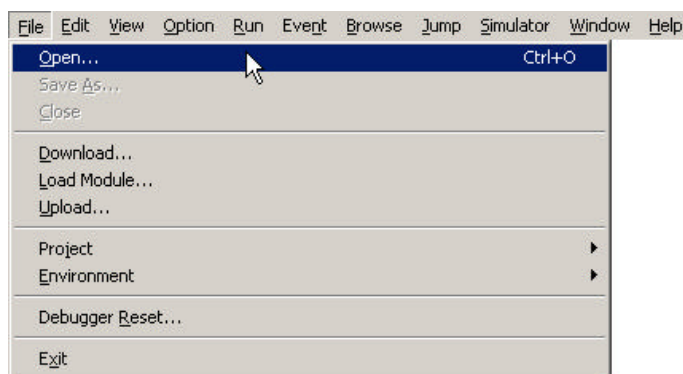 File Edit View Option Run Event Browse Jump Simulator Window Help
Open... Ctrl+O
Save As...
Close
Download...
Load Module...
Upload...
Project
Environment
Debugger Reset...
Exit